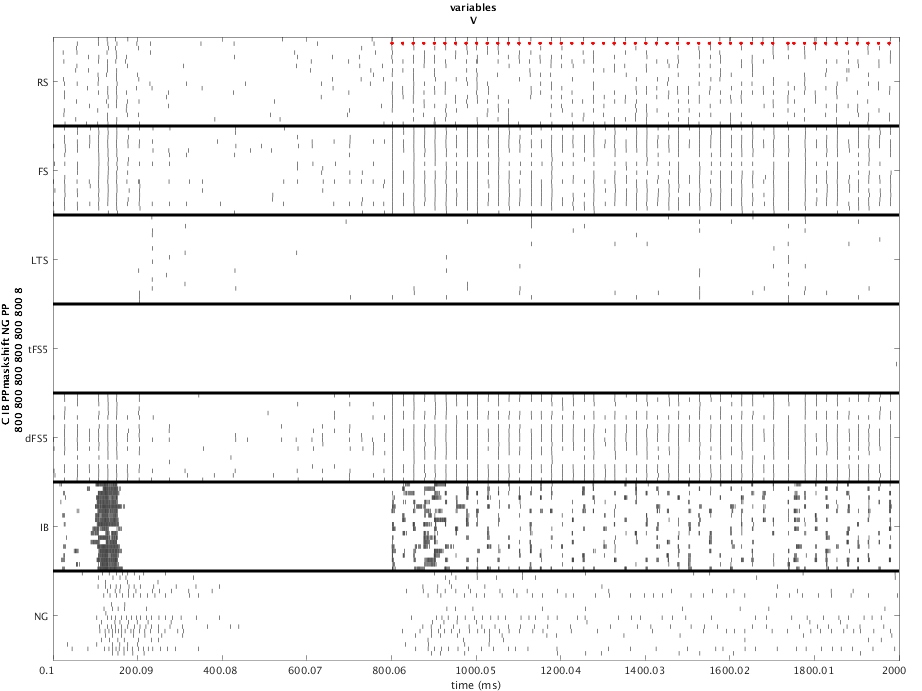 variables
V
RS
FS
LTS
tFS5
dFS5
IB
NG
C IB PPmaskshift NG PP
800 800 800 800 800 800 8
0.1 200.09 400.08 600.07 800.06 1000.05 1200.04 1400.03 1600.02 1800.01 2000
time (ms)